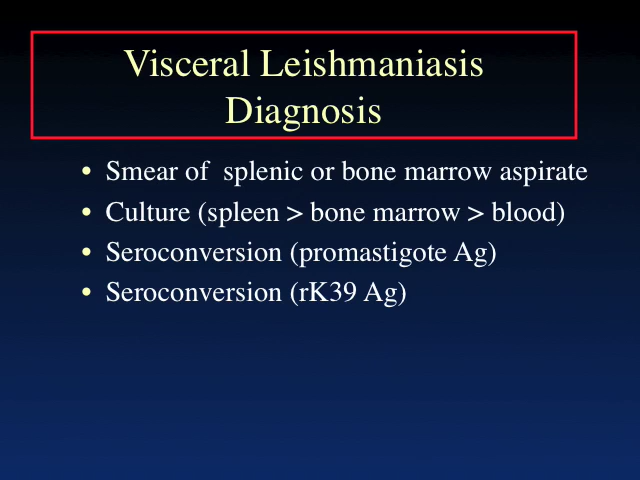 Visceral Leishmaniasis
Diagnosis
• Smear of  splenic or bone marrow aspirate
• Culture (spleen > bone marrow > blood)
• Seroconversion (promastigote Ag)
• Seroconversion (rK39 Ag)